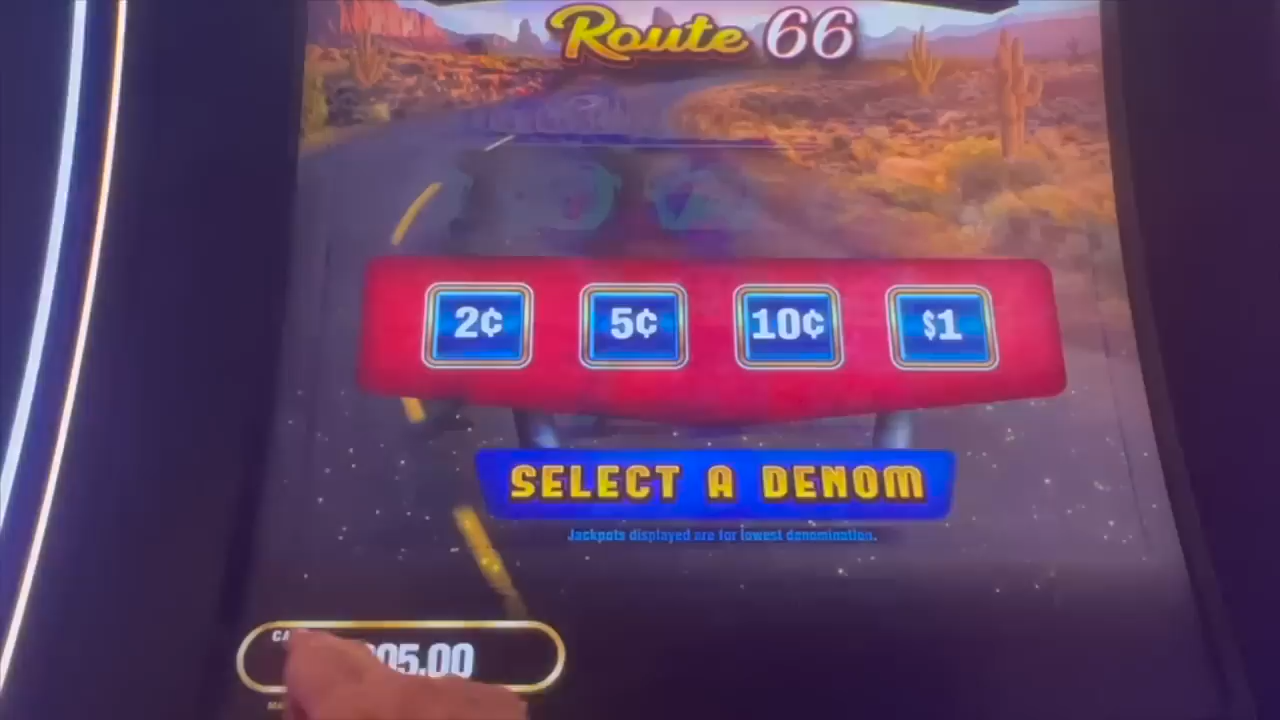 Route 66
2¢ 5¢ 10¢ $1
SELECT A DENOM
Jackpots displayed are for lowest denomination.
05.00